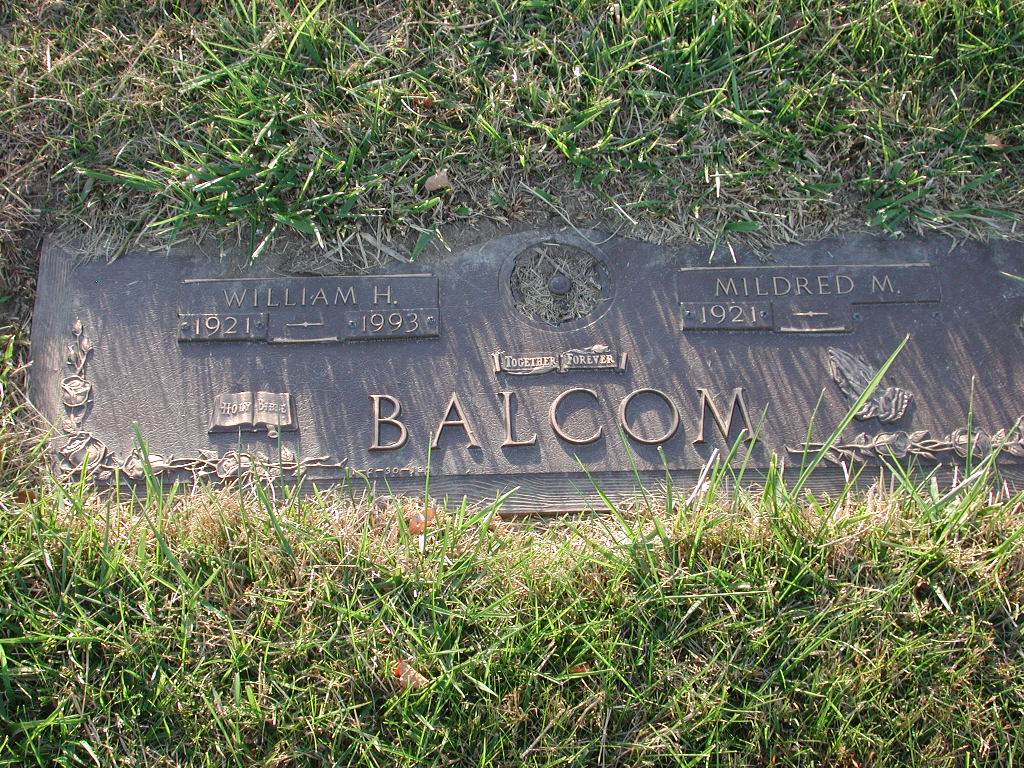 WILLIAM H.
1921 1993
MILDRED M.
1921
TOGETHER FOREVER
HOLY BIBLE
BALCOM